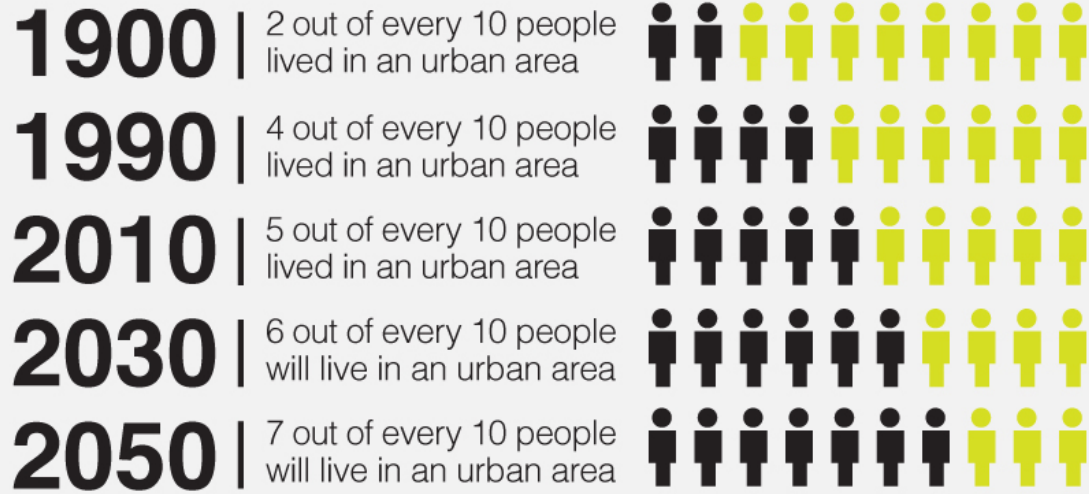 1900
2 out of every 10 people
lived in an urban area
1990
4 out of every 10 people
lived in an urban area
2010
5 out of every 10 people
lived in an urban area
2030
6 out of every 10 people
will live in an urban area
2050
7 out of every 10 people
will live in an urban area